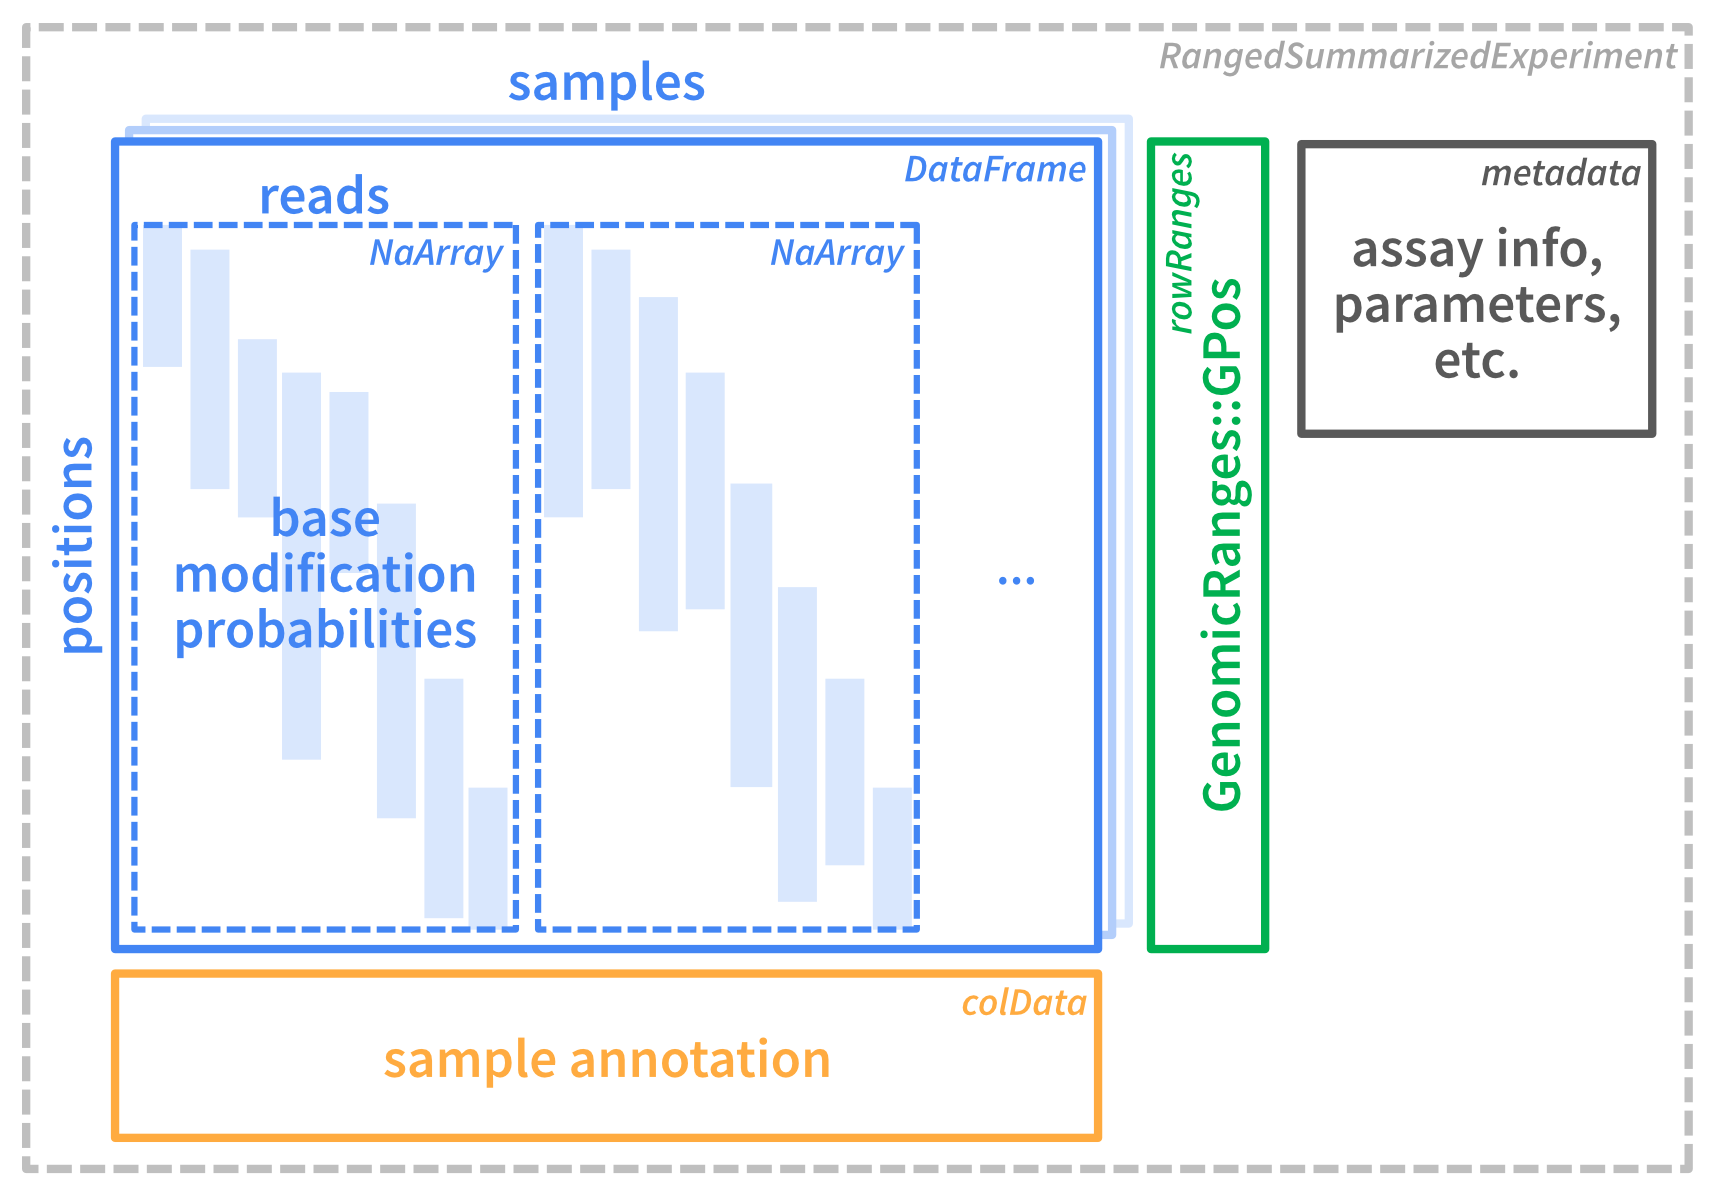 RangedSummarizedExperiment
samples
DataFrame
reads
NaArray
NaArray
positions
base
modification
probabilities
...
rowRanges
GenomicRanges::GPos
metadata
assay info,
parameters,
etc.
colData
sample annotation